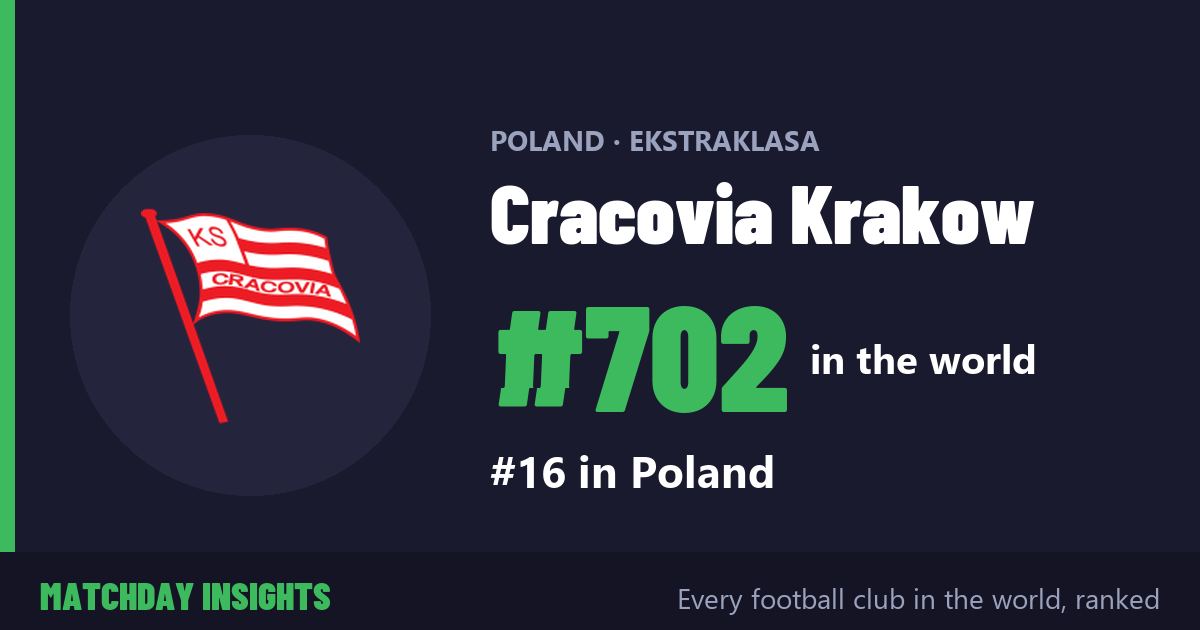 POLAND · EKSTRAKLASA
Cracovia Krakow
KS
CRACOVIA
#702 in the world
#16 in Poland
MATCHDAY INSIGHTS
Every football club in the world, ranked